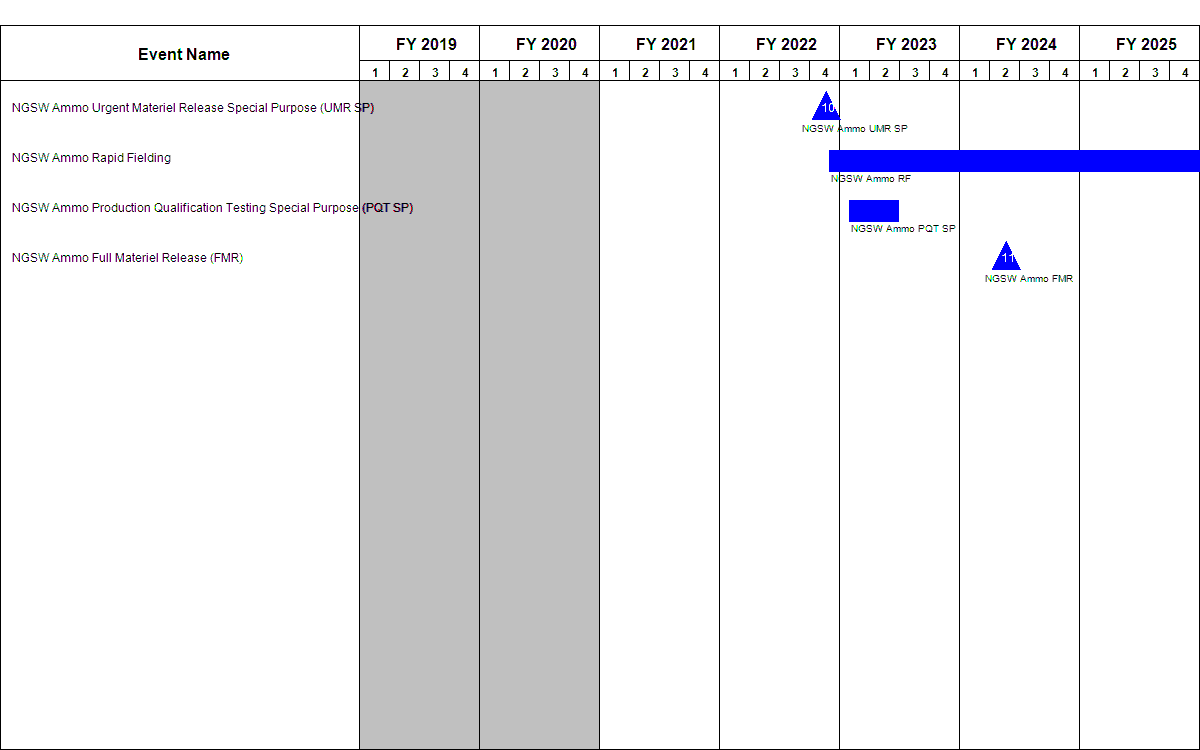 Event Name
FY 2019 FY 2020 FY 2021 FY 2022 FY 2023 FY 2024 FY 2025
1 2 3 4 1 2 3 4 1 2 3 4 1 2 3 4 1 2 3 4 1 2 3 4 1 2 3 4
NGSW Ammo Urgent Materiel Release Special Purpose (UMR SP)
10
NGSW Ammo UMR SP
NGSW Ammo Rapid Fielding
NGSW Ammo RF
NGSW Ammo Production Qualification Testing Special Purpose (PQT SP)
NGSW Ammo PQT SP
NGSW Ammo Full Materiel Release (FMR)
11
NGSW Ammo FMR